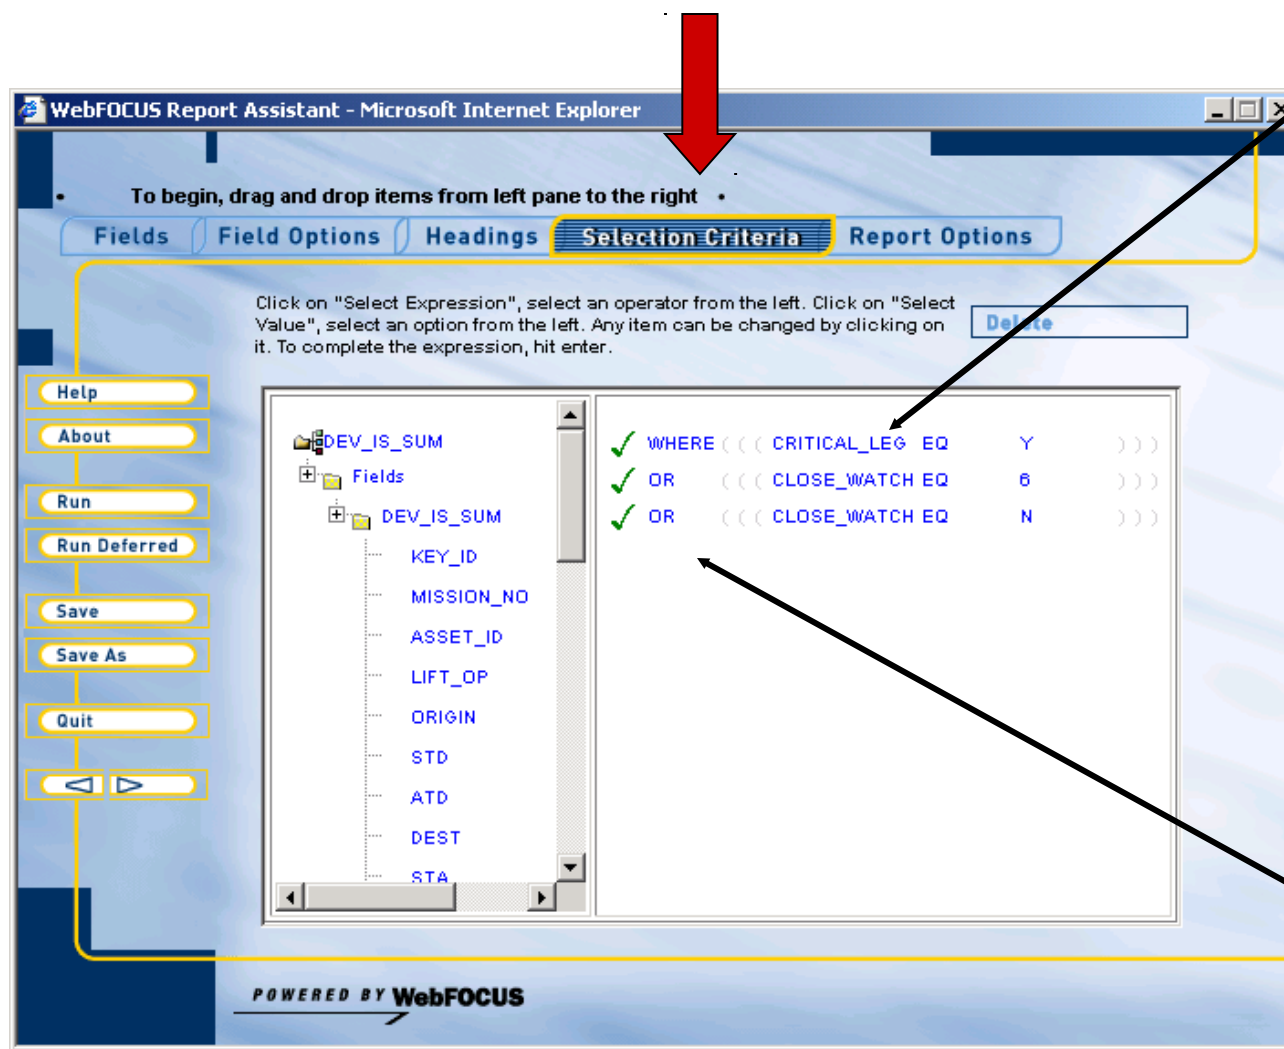 WebFOCUS Report Assistant - Microsoft Internet Explorer
• To begin, drag and drop items from left pane to the right •
Fields Field Options Headings Selection Criteria Report Options
Click on "Select Expression", select an operator from the left. Click on "Select
Value", select an option from the left. Any item can be changed by clicking on
it. To complete the expression, hit enter.
Delete
Help
About
Run
Run Deferred
Save
Save As
Quit
DEV_IS_SUM
Fields
DEV_IS_SUM
KEY_ID
MISSION_NO
ASSET_ID
LIFT_OP
ORIGIN
STD
ATD
DEST
STA
WHERE ( ( ( CRITICAL_LEG EQ Y ) ) )
OR ( ( ( CLOSE_WATCH EQ 6 ) ) )
OR ( ( ( CLOSE_WATCH EQ N ) ) )
POWERED BY WebFOCUS